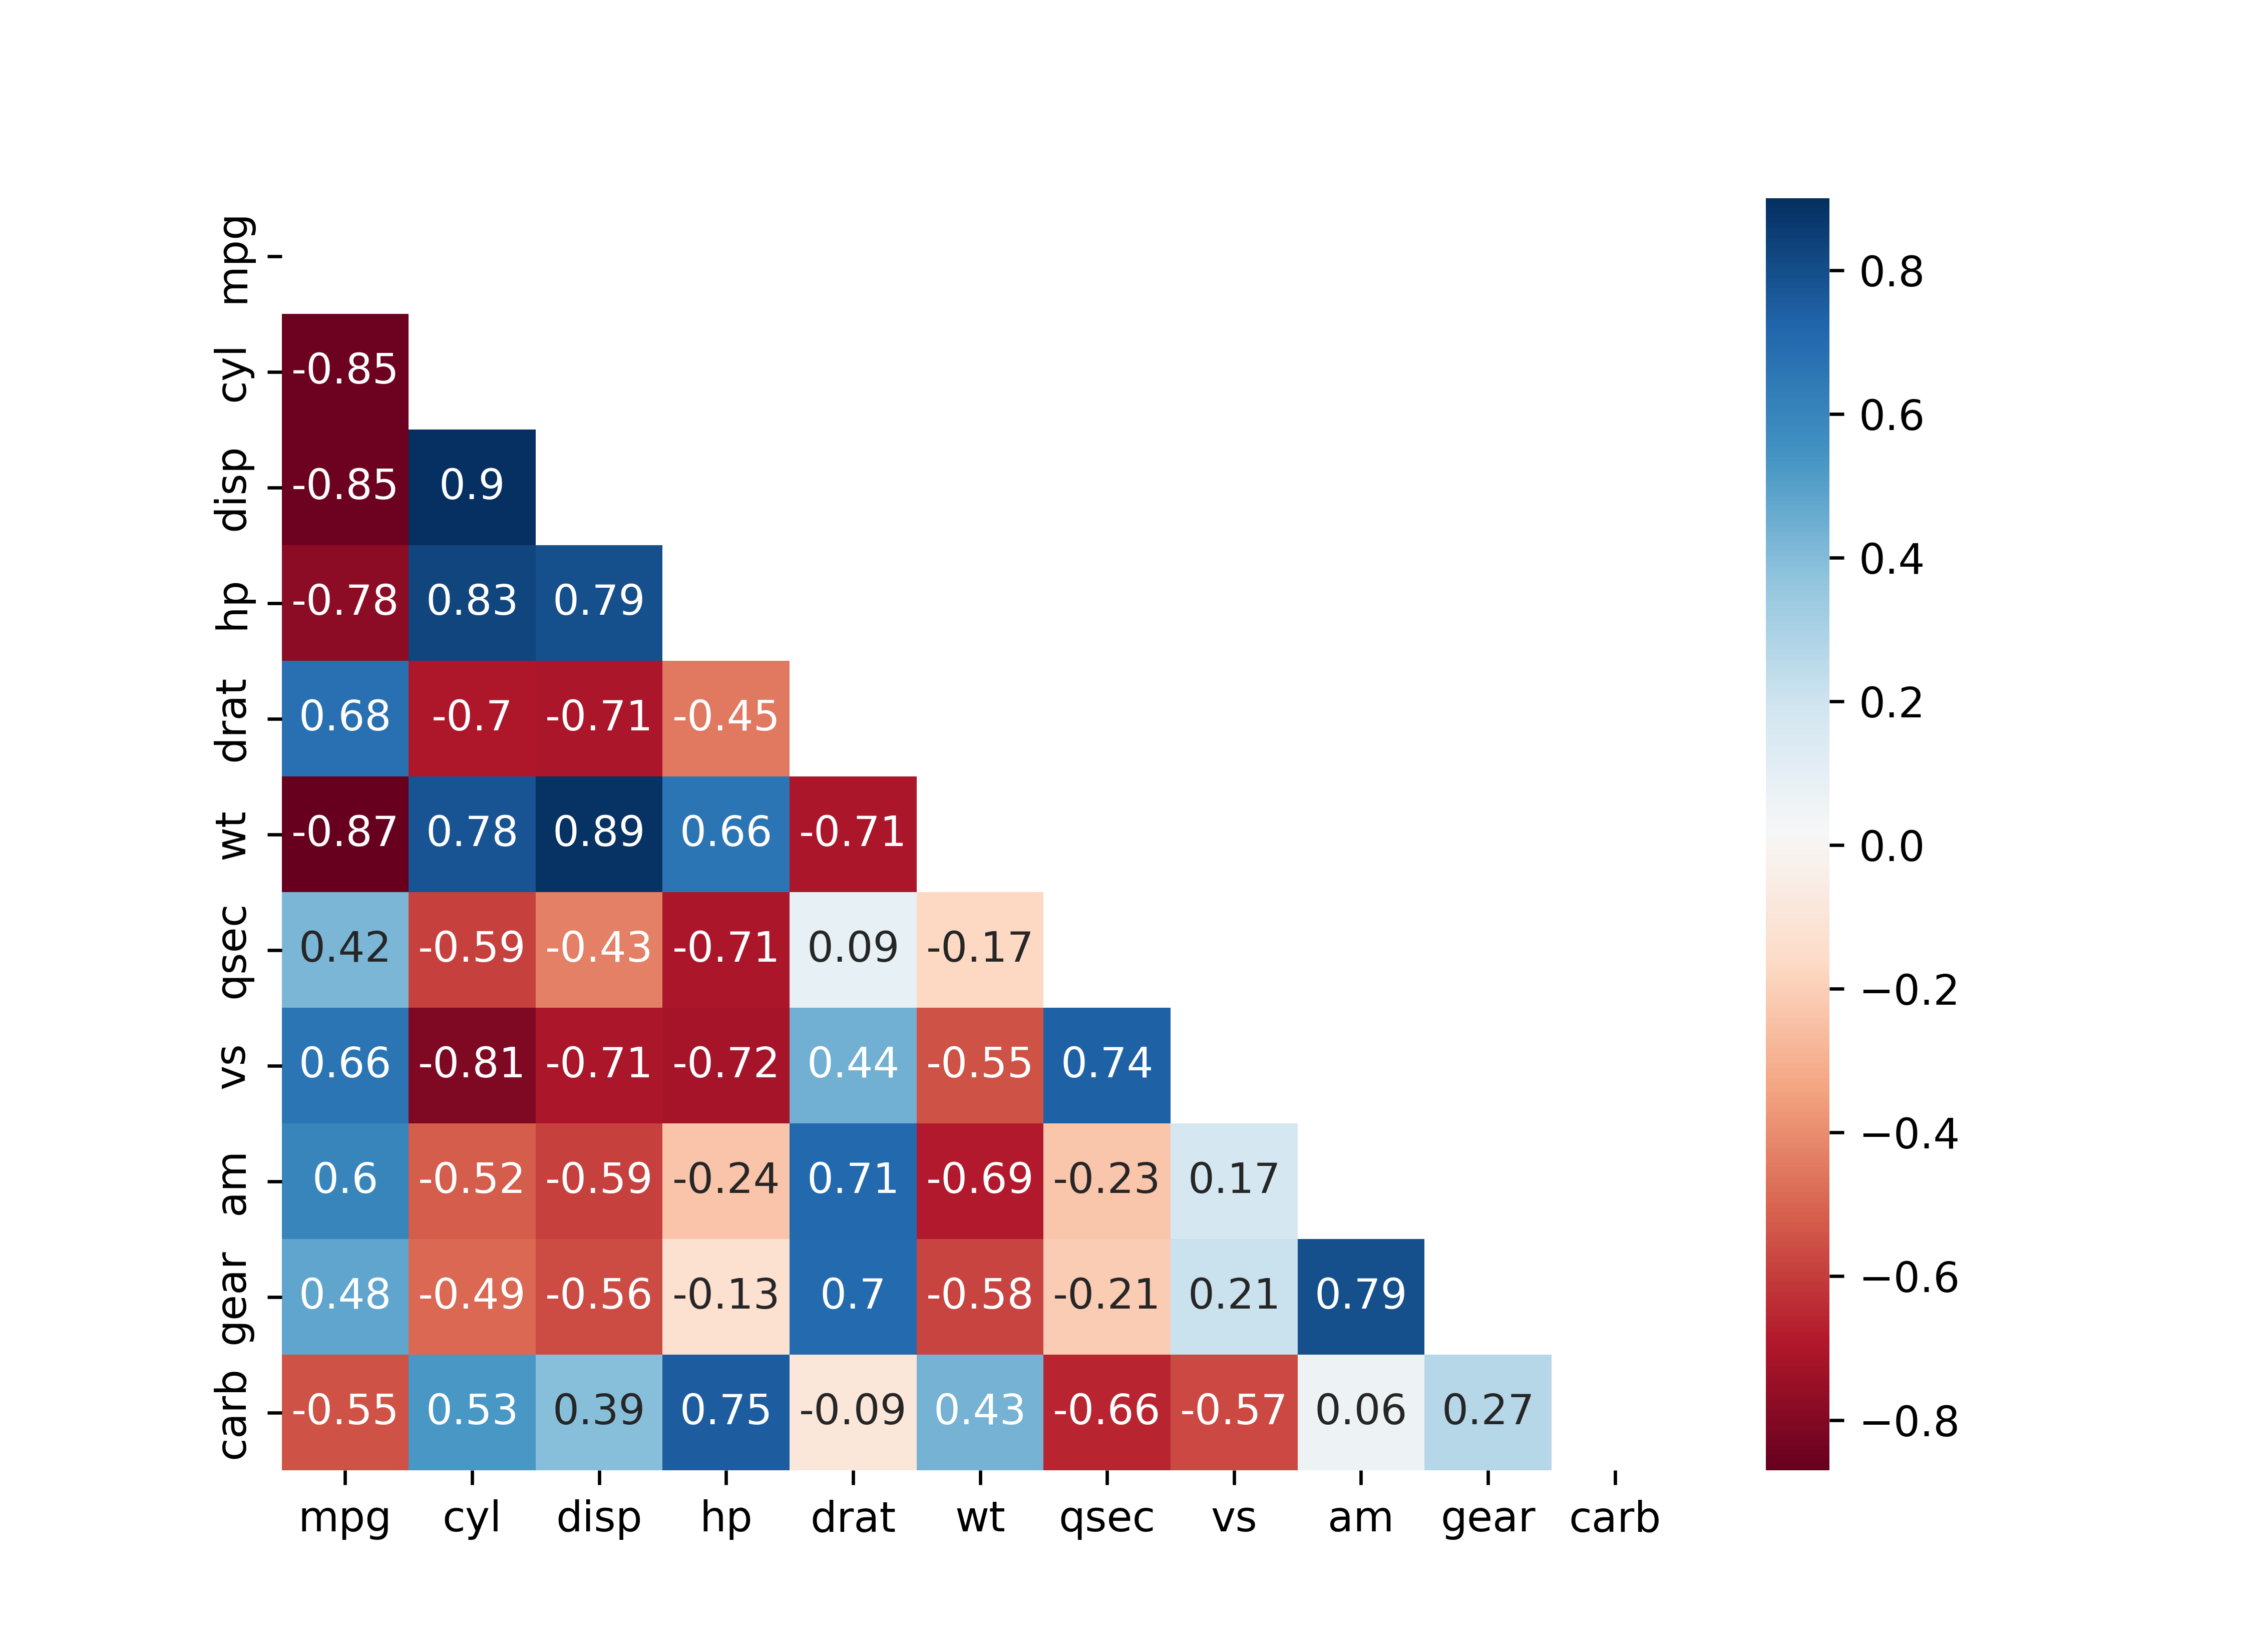 mpg
cyl -0.85
disp -0.85 0.9
hp -0.78 0.83 0.79
drat 0.68 -0.7 -0.71 -0.45
wt -0.87 0.78 0.89 0.66 -0.71
qsec 0.42 -0.59 -0.43 -0.71 0.09 -0.17
vs 0.66 -0.81 -0.71 -0.72 0.44 -0.55 0.74
am 0.6 -0.52 -0.59 -0.24 0.71 -0.69 -0.23 0.17
gear 0.48 -0.49 -0.56 -0.13 0.7 -0.58 -0.21 0.21 0.79
carb -0.55 0.53 0.39 0.75 -0.09 0.43 -0.66 -0.57 0.06 0.27
mpg cyl disp hp drat wt qsec vs am gear carb
0.8
0.6
0.4
0.2
0.0
−0.2
−0.4
−0.6
−0.8